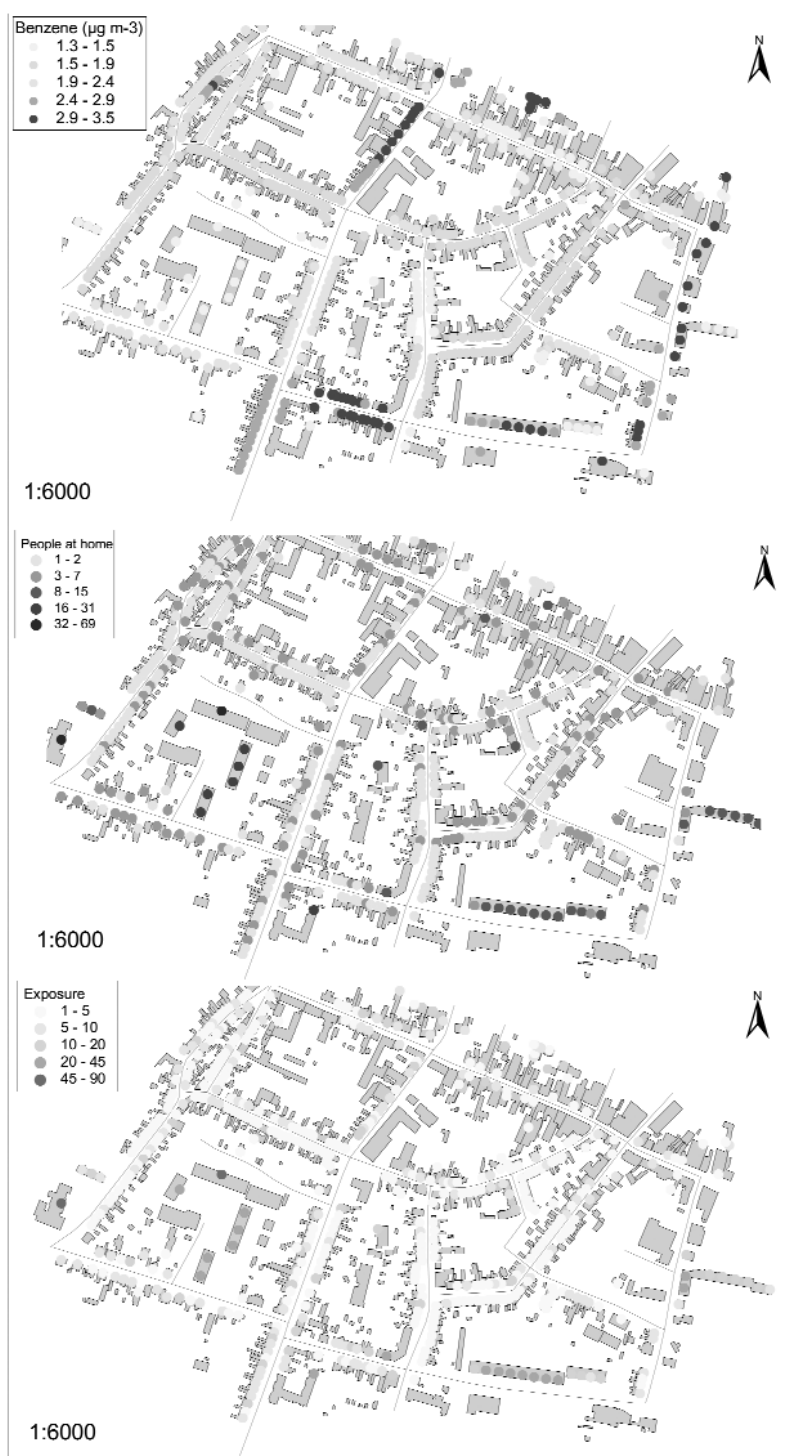 Benzene (µg m-3)
1.3 - 1.5
1.5 - 1.9
1.9 - 2.4
2.4 - 2.9
2.9 - 3.5
N
1:6000
People at home
1 - 2
3 - 7
8 - 15
16 - 31
32 - 69
N
1:6000
Exposure
1 - 5
5 - 10
10 - 20
20 - 45
45 - 90
N
1:6000